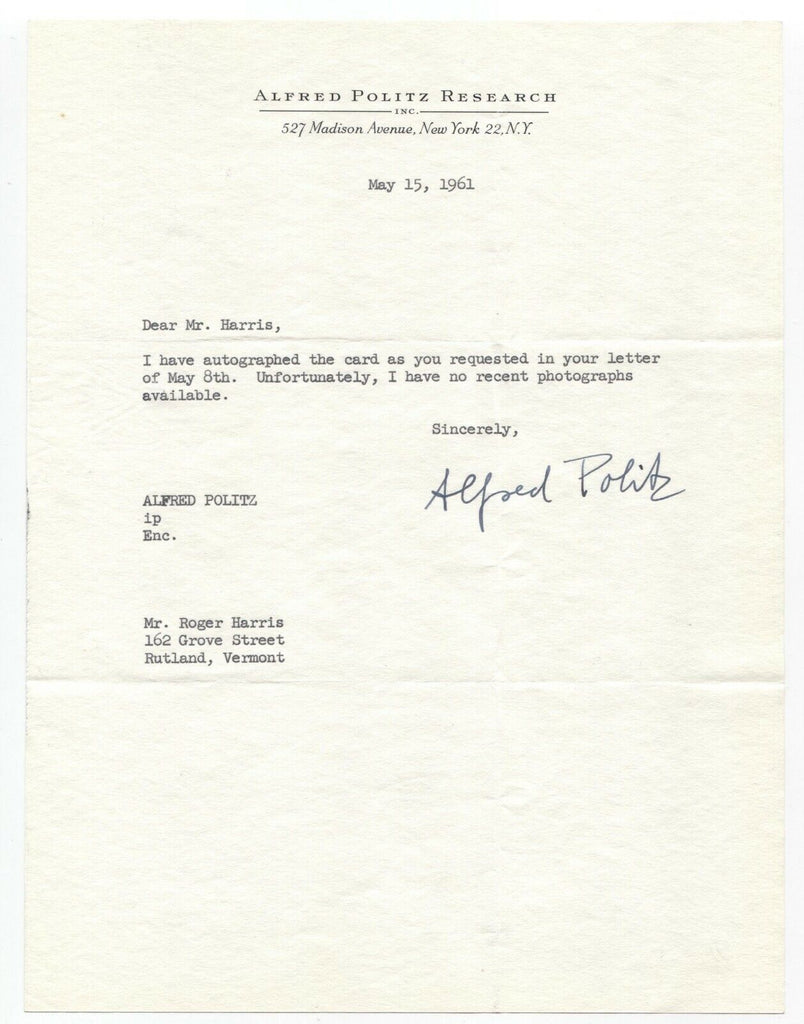 ALFRED POLITZ RESEARCH
INC.
527 Madison Avenue, New York 22, N.Y.
May 15, 1961
Dear Mr. Harris,
I have autographed the card as you requested in your letter
of May 8th. Unfortunately, I have no recent photographs
available.
Sincerely,
Alfred Politz
ALFRED POLITZ
ip
Enc.
Mr. Roger Harris
162 Grove Street
Rutland, Vermont